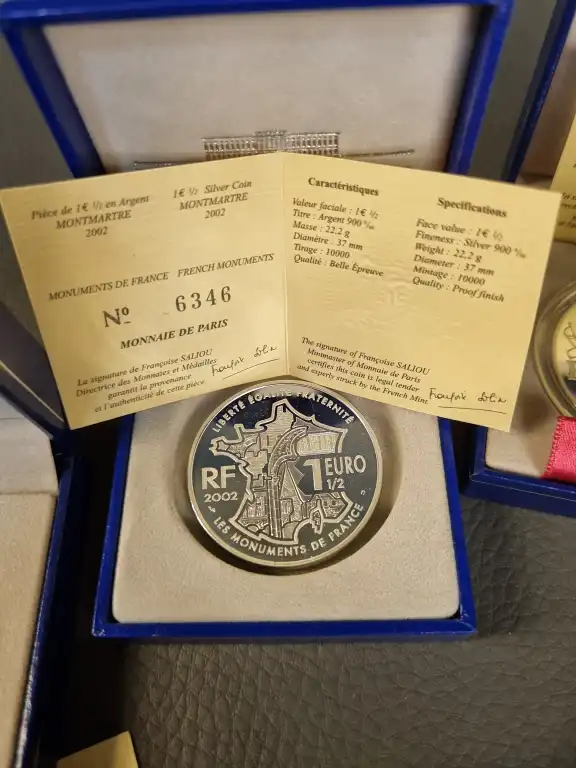 Pièce de 1€ ½ en Argent
MONTMARTRE
2002
1€ ½ Silver Coin
MONTMARTRE
2002
MONUMENTS DE FRANCE FRENCH MONUMENTS
Nº 6346
MONNAIE DE PARIS
La signature de Françoise SALIOU
Directrice des Monnaies et Médailles
garantit la provenance
et l'authenticité de cette pièce.
Caractéristiques
Valeur faciale : 1€ ½
Titre : Argent 900 ‰
Masse : 22,2 g
Diamètre : 37 mm
Tirage : 10000
Qualité : Belle Épreuve
Specifications
Face value : 1€ ½
Fineness : Silver 900 ‰
Weight : 22,2 g
Diameter : 37 mm
Mintage : 10000
Quality : Proof finish
The signature of Françoise SALIOU
Mintmaster of Monnaie de Paris
certifies this coin is legal tender
and experly struck by the French Mint.
LIBERTÉ ÉGALITÉ FRATERNITÉ
RF
2002
1 EURO
1/2
LES MONUMENTS DE FRANCE